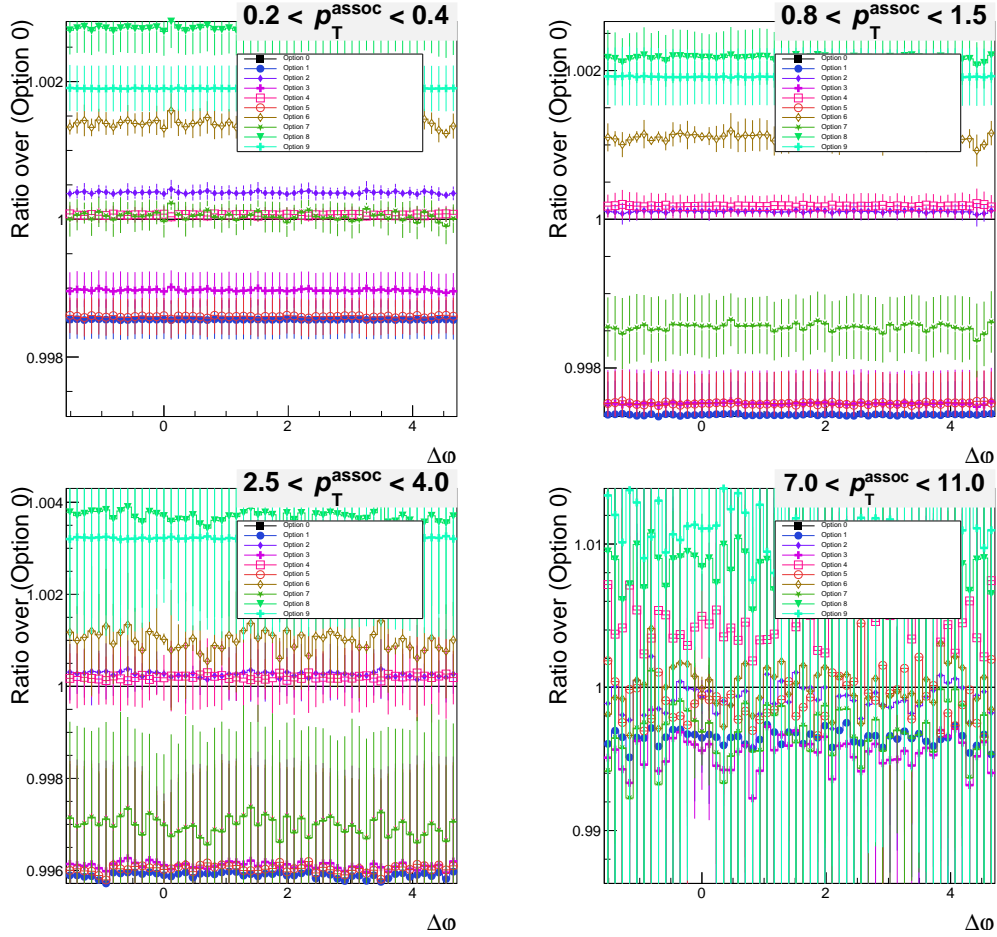 0.2 < p_T^assoc < 0.4
Ratio over (Option 0)
1.002
1
0.998
Option 0
Option 1
Option 2
Option 3
Option 4
Option 5
Option 6
Option 7
Option 8
Option 9
0 2 4
Δφ
0.8 < p_T^assoc < 1.5
Ratio over (Option 0)
1.002
1
0.998
Option 0
Option 1
Option 2
Option 3
Option 4
Option 5
Option 6
Option 7
Option 8
Option 9
0 2 4
Δφ
2.5 < p_T^assoc < 4.0
Ratio over (Option 0)
1.004
1.002
1
0.998
0.996
Option 0
Option 1
Option 2
Option 3
Option 4
Option 5
Option 6
Option 7
Option 8
Option 9
0 2 4
Δφ
7.0 < p_T^assoc < 11.0
Ratio over (Option 0)
1.01
1
0.99
Option 0
Option 1
Option 2
Option 3
Option 4
Option 5
Option 6
Option 7
Option 8
Option 9
0 2 4
Δφ